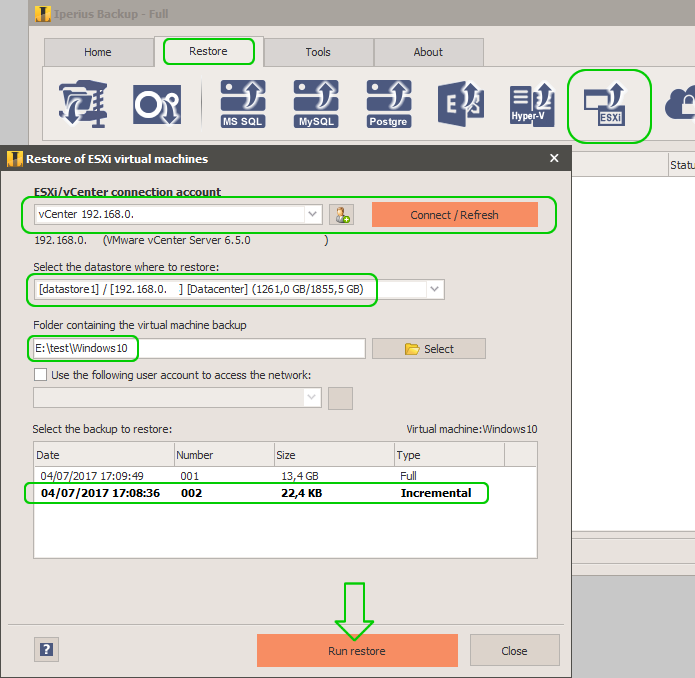 Iperius Backup - Full
Home Restore Tools About
MS SQL MySQL Postgre E Hyper-V ESXi
Restore of ESXi virtual machines
Statu
ESXi/vCenter connection account
vCenter 192.168.0.
Connect / Refresh
192.168.0. (VMware vCenter Server 6.5.0 )
Select the datastore where to restore:
[datastore1] / [192.168.0. ] [Datacenter] (1261,0 GB/1855,5 GB)
Folder containing the virtual machine backup
E:\test\Windows10
Select
Use the following user account to access the network:
Select the backup to restore: Virtual machine:Windows10
Date Number Size Type
04/07/2017 17:09:49 001 13,4 GB Full
04/07/2017 17:08:36 002 22,4 KB Incremental
? Run restore Close